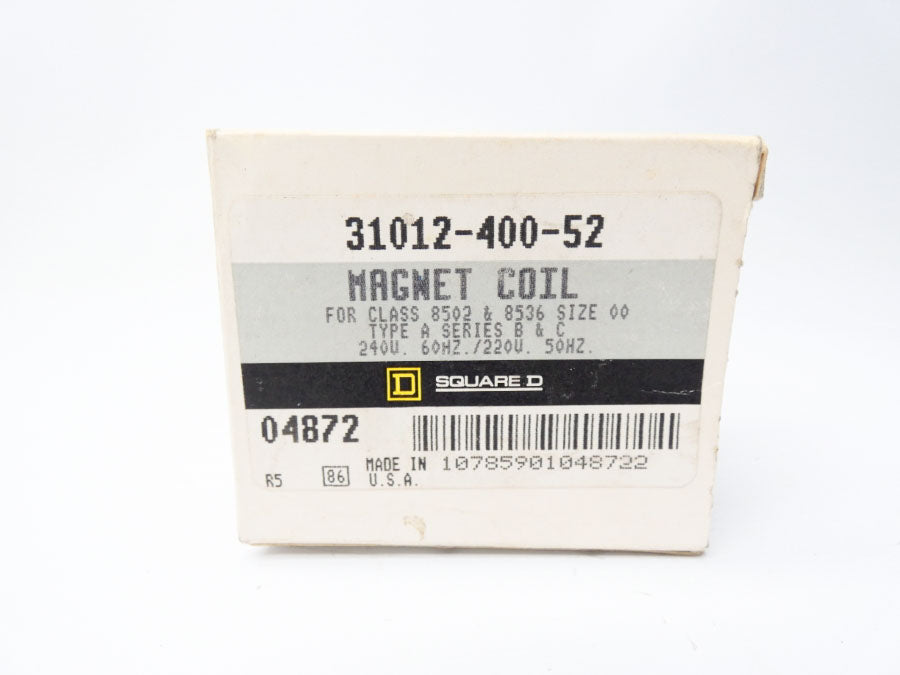 31012-400-52
MAGNET COIL
FOR CLASS 8502 & 8536 SIZE 00
TYPE A SERIES B & C
240V. 60HZ./220V. 50HZ.
D SQUARE D
04872
MADE IN 10785901048722
R5 86 U.S.A.